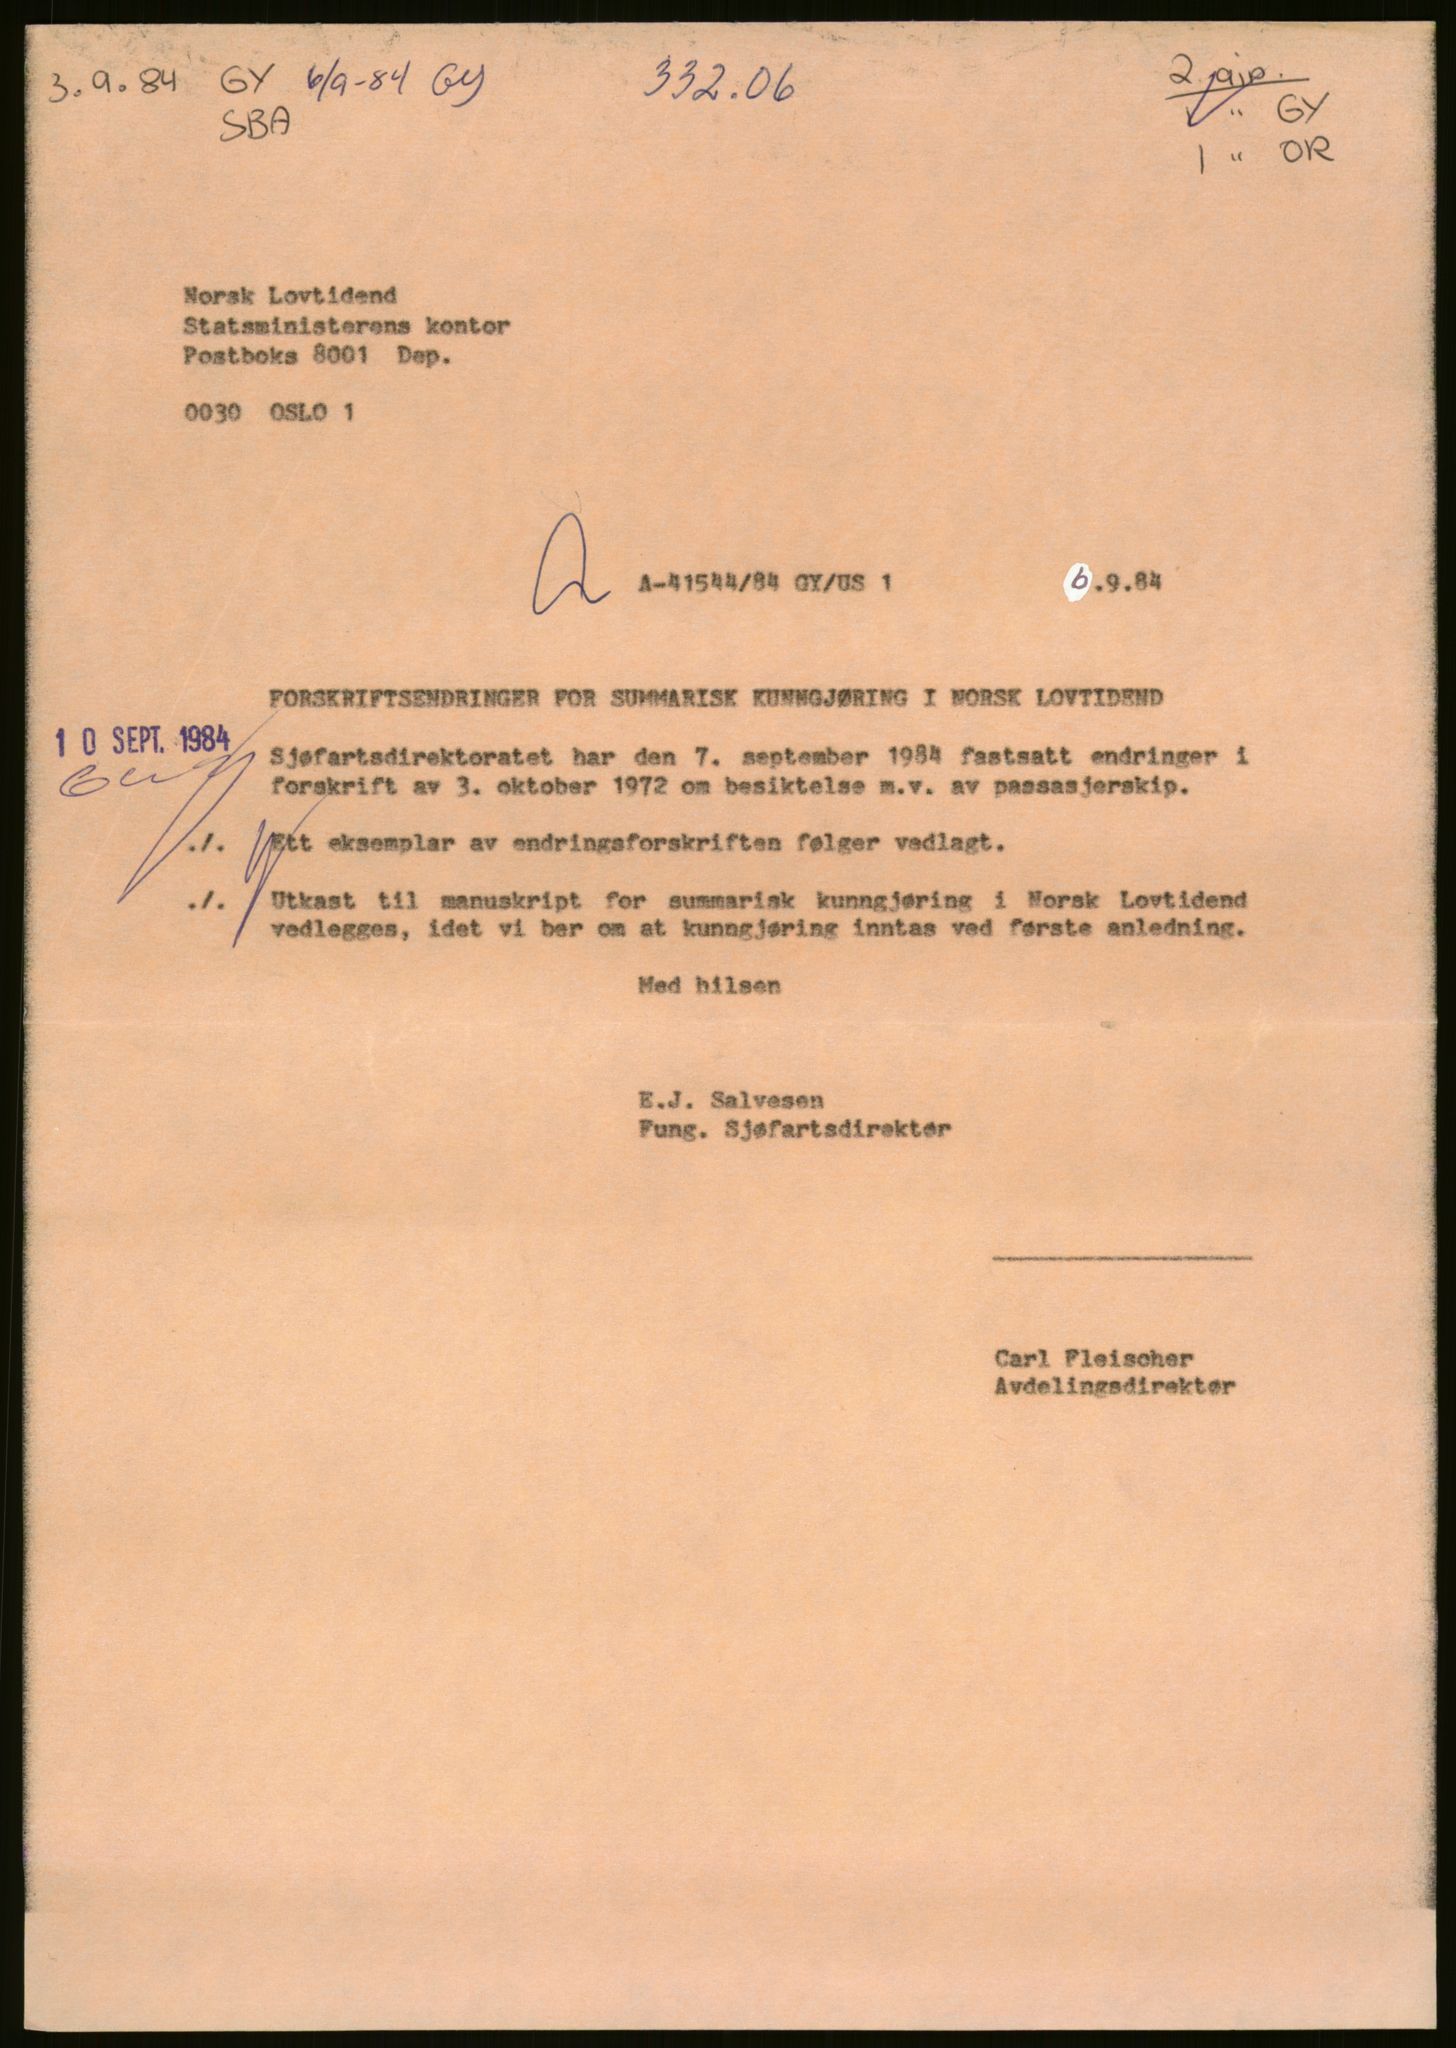 3.9.84 GY 6/9-84 Gy 332.06 2 gjp.
" GY
SBA
1 " OR
Norsk Lovtidend
Statsministerens kontor
Postboks 8001 Dep.
0030 OSLO 1
A-41544/84 GY/US 1 6.9.84
FORSKRIFTSENDRINGER FOR SUMMARISK KUNNGJØRING I NORSK LOVTIDEND
10 SEPT. 1984
Sjøfartsdirektoratet har den 7. september 1984 fastsatt endringer i
forskrift av 3. oktober 1972 om besiktelse m.v. av passasjerskip.
./. Ett eksemplar av endringsforskriften følger vedlagt.
./. Utkast til manuskript for summarisk kunngjøring i Norsk Lovtidend
vedlegges, idet vi ber om at kunngjøring inntas ved første anledning.
Med hilsen
E.J. Salvesen
Fung. Sjøfartsdirektør
Carl Fleischer
Avdelingsdirektør